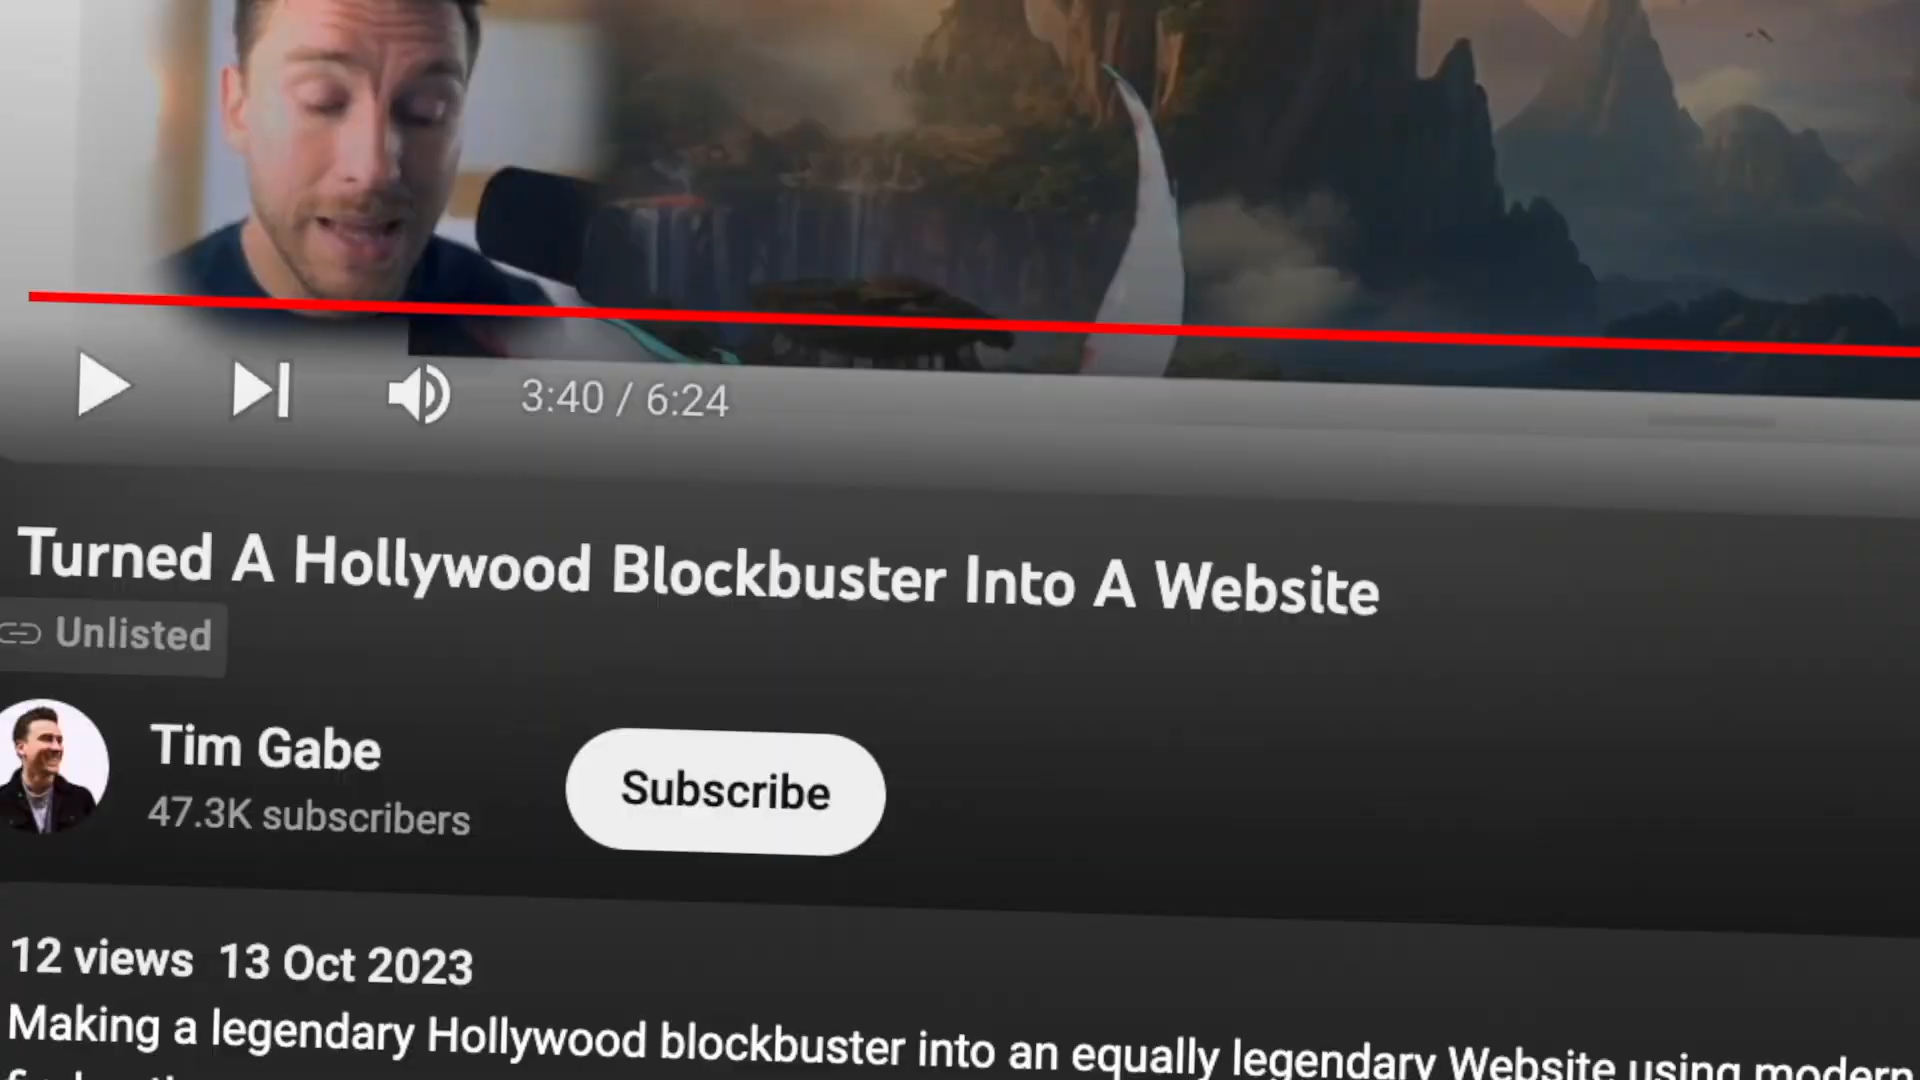 3:40 / 6:24
Turned A Hollywood Blockbuster Into A Website
Unlisted
Tim Gabe
47.3K subscribers
Subscribe
12 views 13 Oct 2023
Making a legendary Hollywood blockbuster into an equally legendary Website using modern